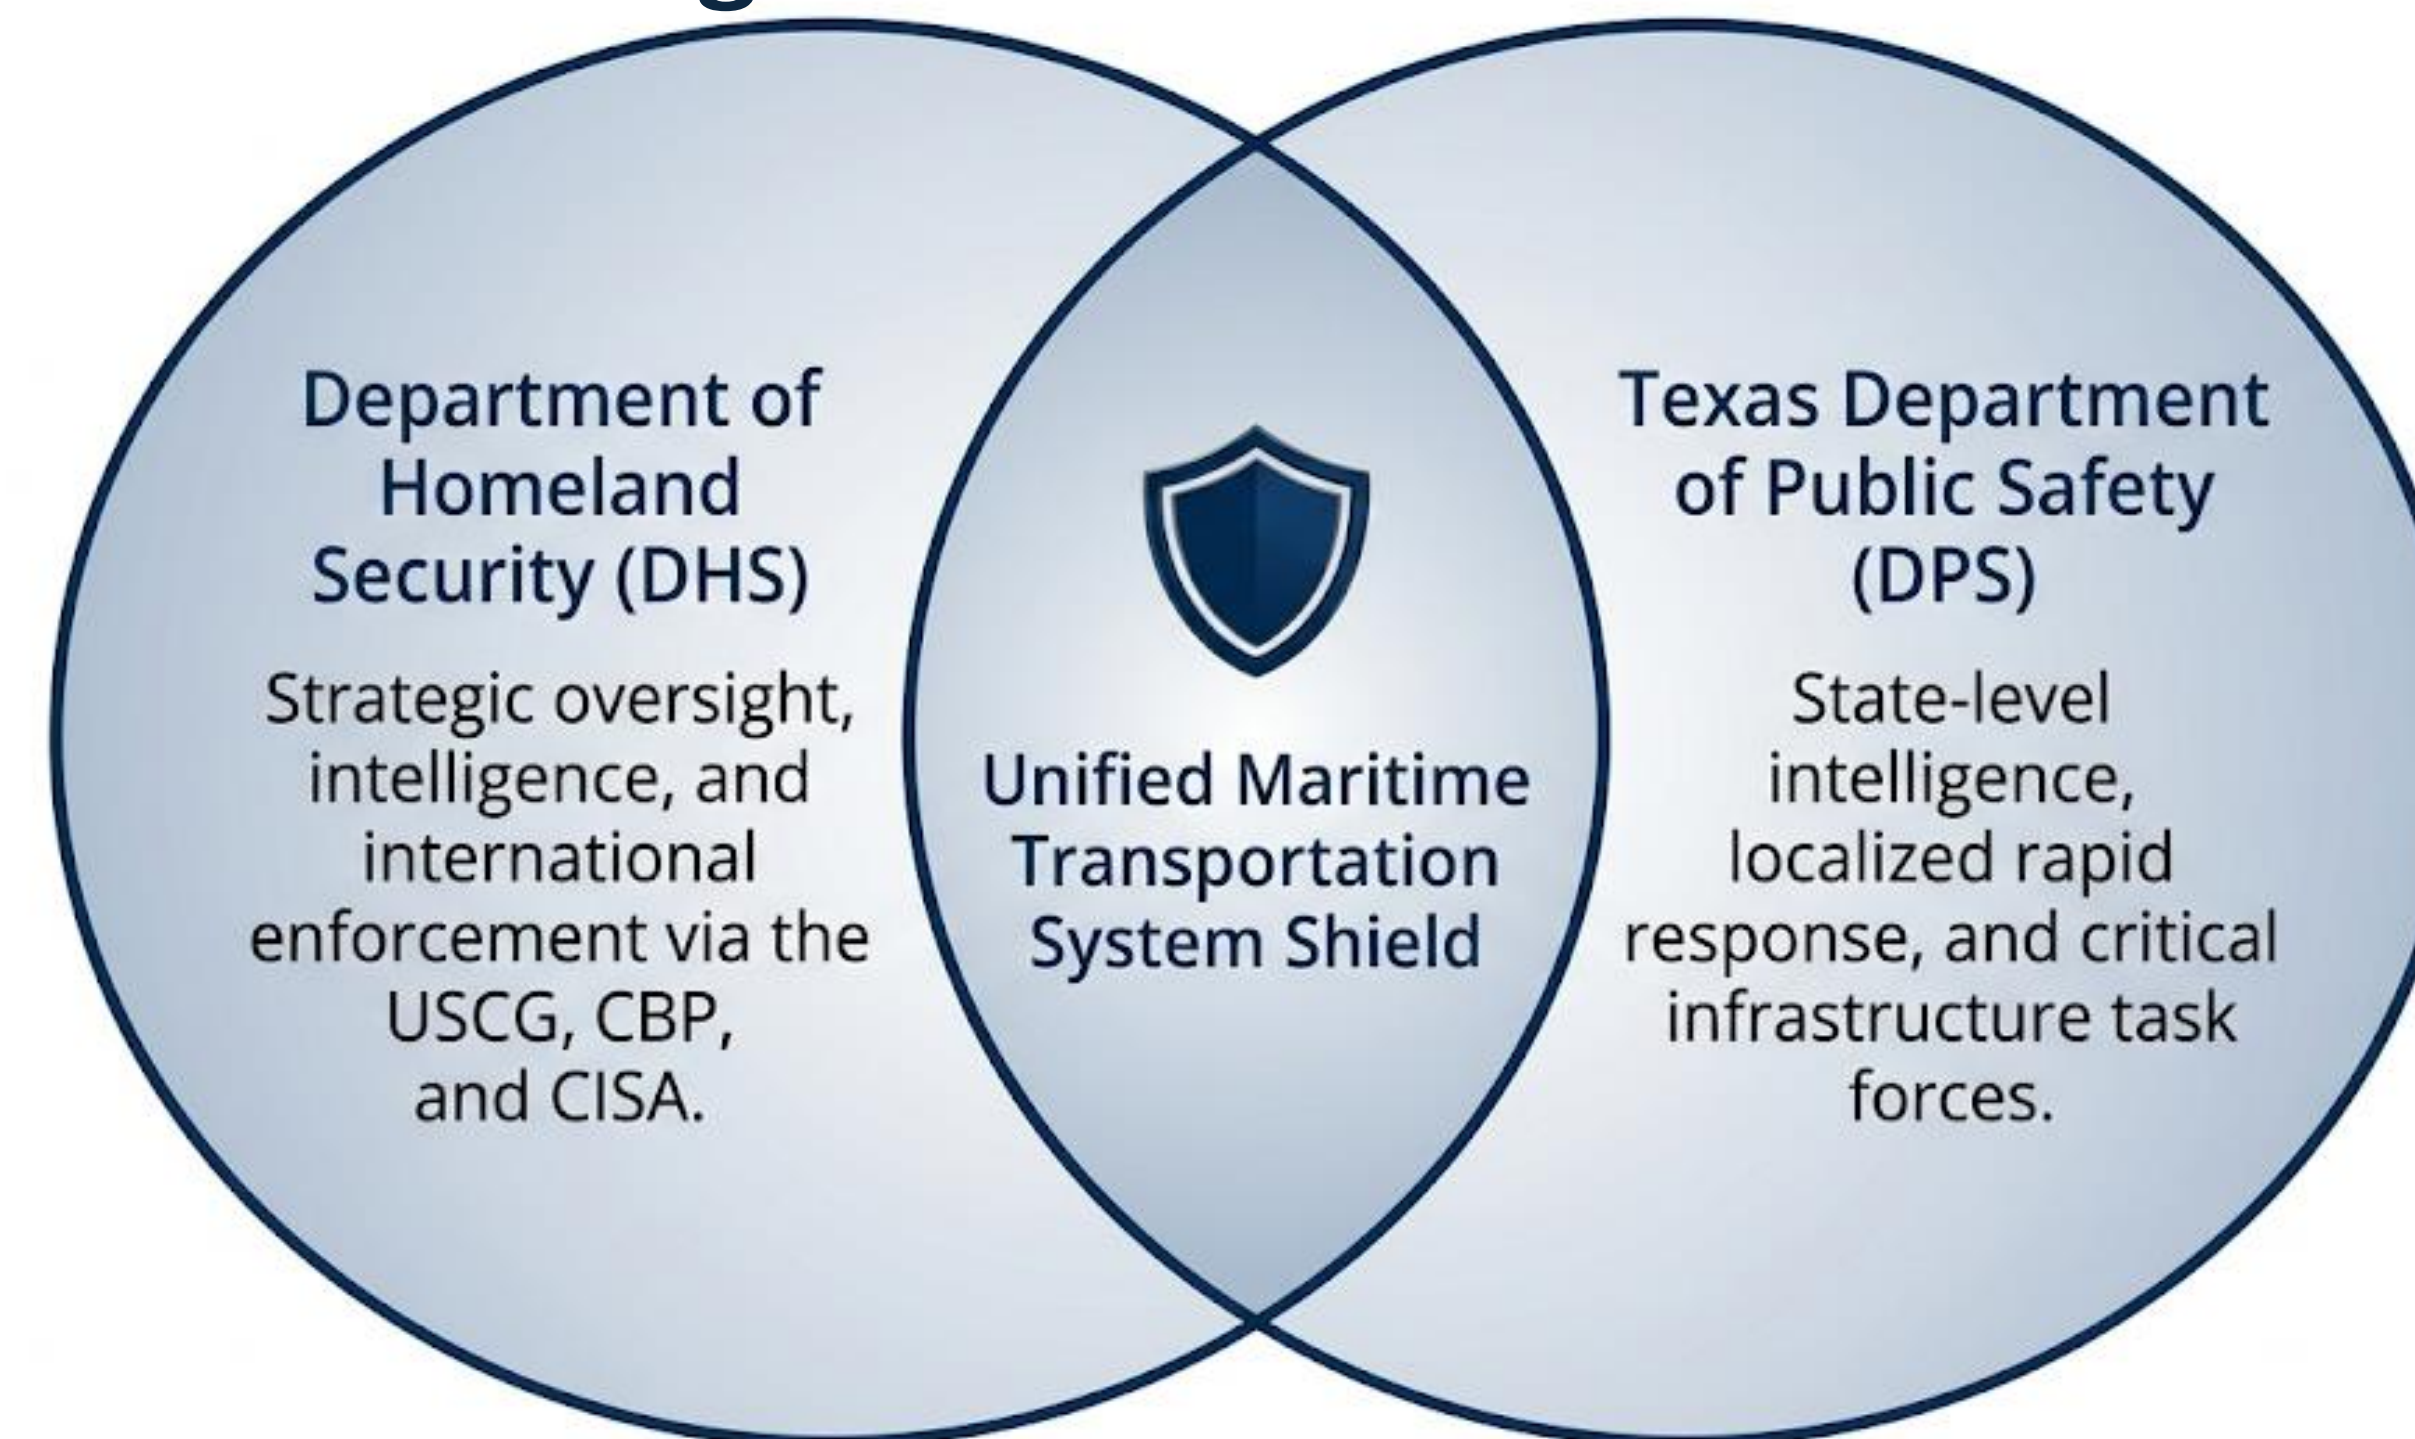 Department of
Homeland
Security (DHS)
Strategic oversight,
intelligence, and
international
enforcement via the
USCG, CBP,
and CISA.
Unified Maritime
Transportation
System Shield
Texas Department
of Public Safety
(DPS)
State-level
intelligence,
localized rapid
response, and critical
infrastructure task
forces.